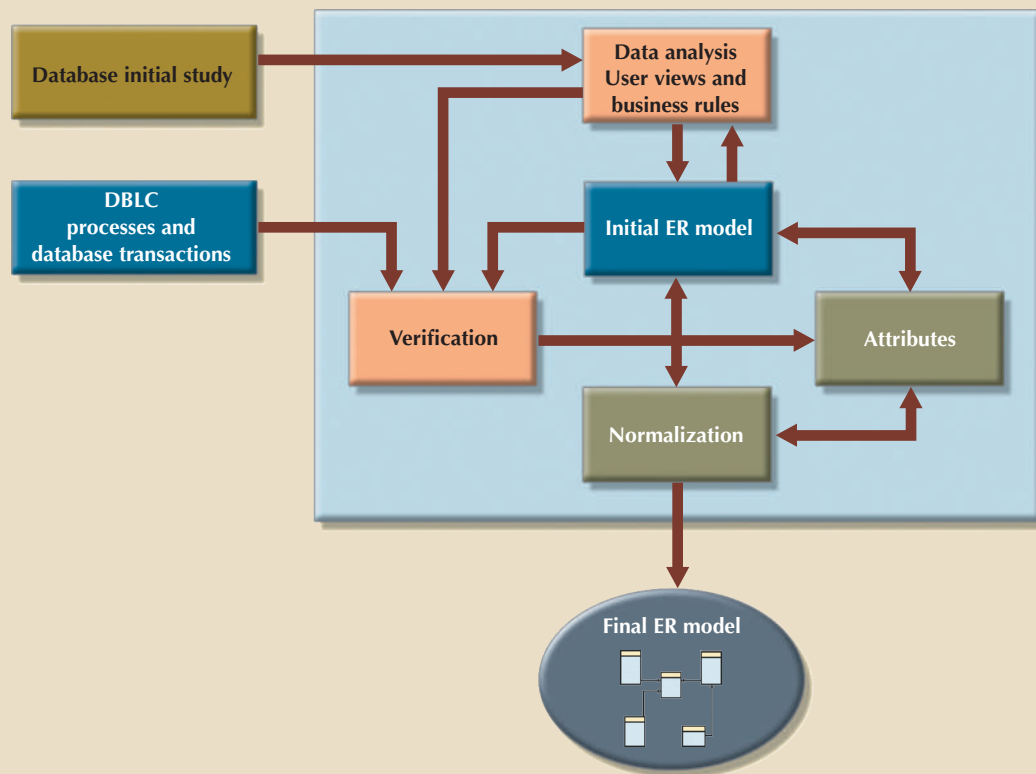 Database initial study
Data analysis
User views and
business rules
DBLC
processes and
database transactions
Initial ER model
Verification
Attributes
Normalization
Final ER model